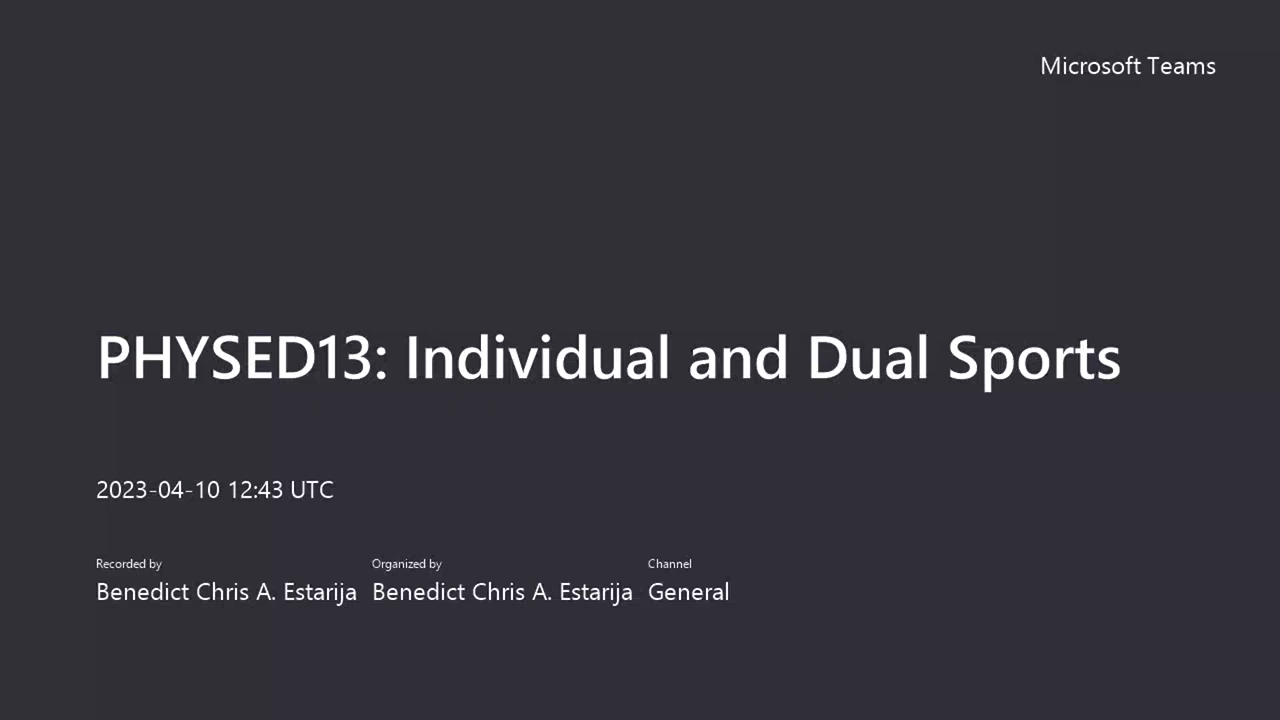 Microsoft Teams
PHYSED13: Individual and Dual Sports
2023-04-10 12:43 UTC
Recorded by Organized by Channel
Benedict Chris A. Estarija Benedict Chris A. Estarija General